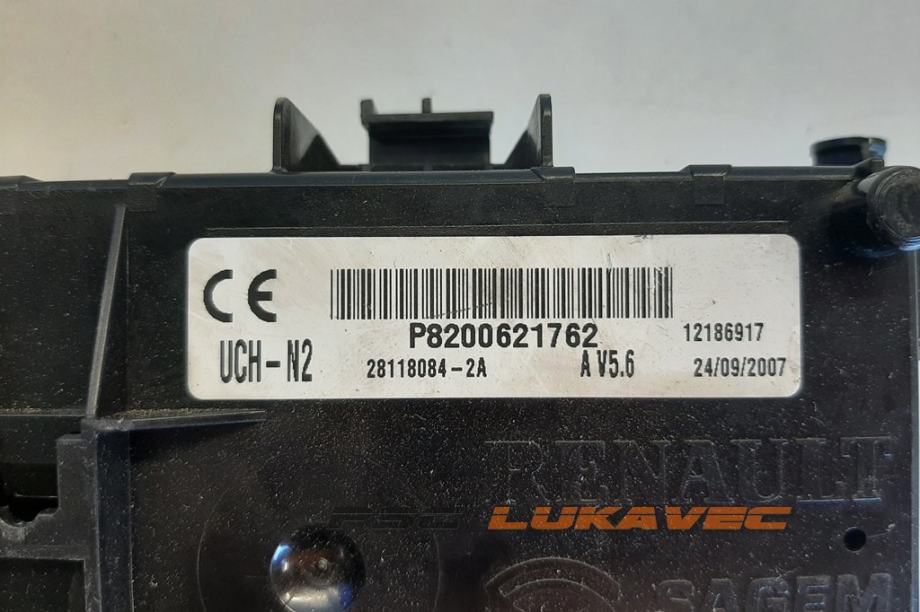 CE
P8200621762
12186917
UCH-N2
28118084-2A
A V5.6
24/09/2007
RENAULT
LUKAVEC
SAGEM